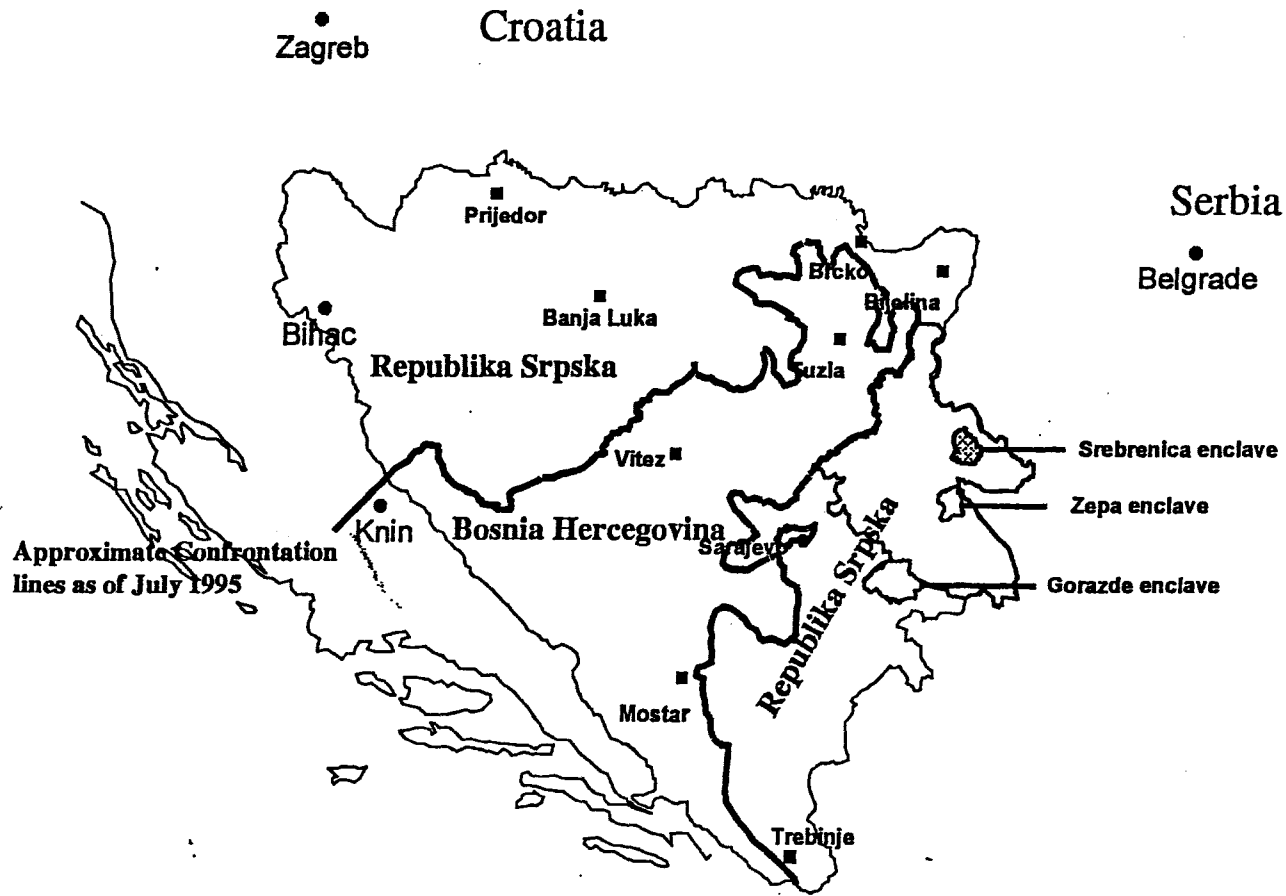 Croatia
Zagreb
Serbia
Prijedor
Belgrade
Brcko
Bijelina
Banja Luka
Bihac
Republika Srpska
Tuzla
Srebrenica enclave
Vitez
Zepa enclave
Knin
Bosnia Hercegovina
Sarajevo
Republika Srpska
Approximate Confrontation
lines as of July 1995
Gorazde enclave
Mostar
Trebinje